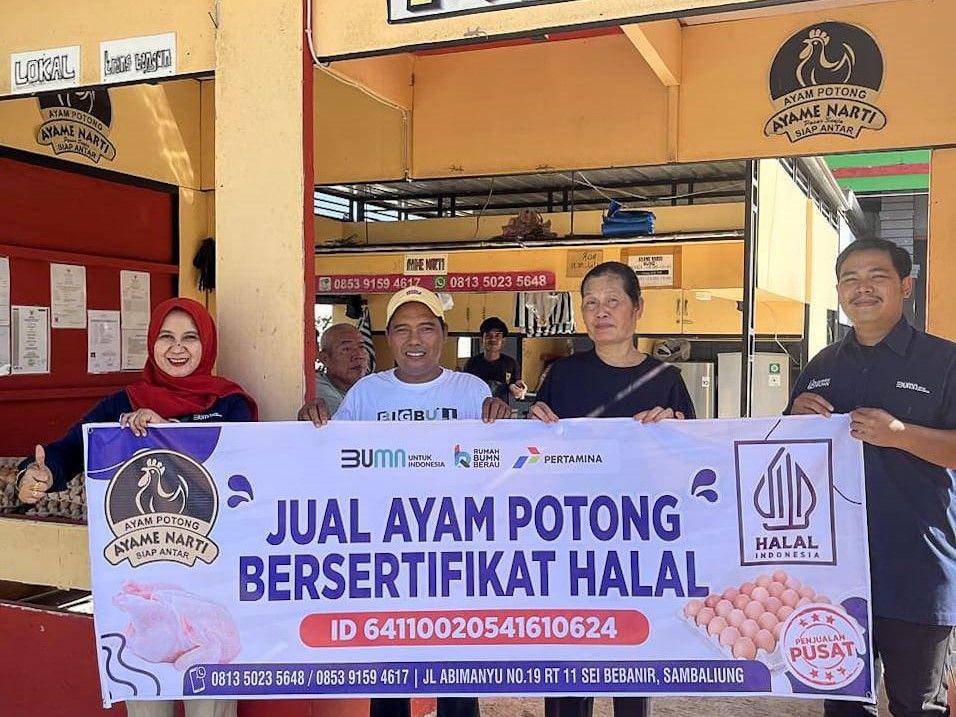 LOKAL
AYAM POTONG
AYAME NARTI
SIAP ANTAR
AYAM POTONG
AYAME NARTI
SIAP ANTAR
AYAME NARTI
0853 9159 4617 0813 5023 5648
BIGBU
BUMN UNTUK INDONESIA
RUMAH BUMN BERAU
PERTAMINA
AYAM POTONG
AYAME NARTI
SIAP ANTAR
JUAL AYAM POTONG
BERSERTIFIKAT HALAL
HALAL
INDONESIA
ID 64110020541610624
PENJUALAN
PUSAT
0813 5023 5648 / 0853 9159 4617 | JL ABIMANYU NO.19 RT 11 SEI BEBANIR, SAMBALIUNG